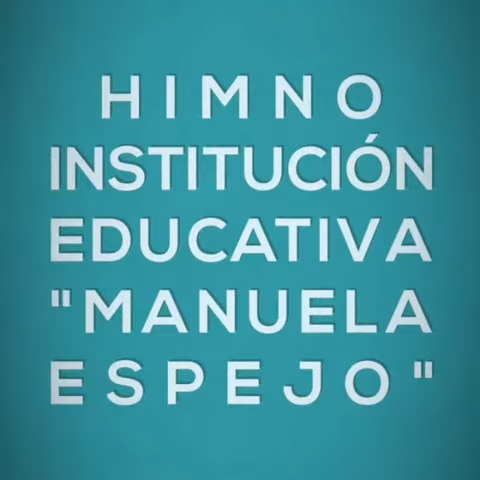 HIMNO
INSTITUCIÓN
EDUCATIVA
"MANUELA
ESPEJO"